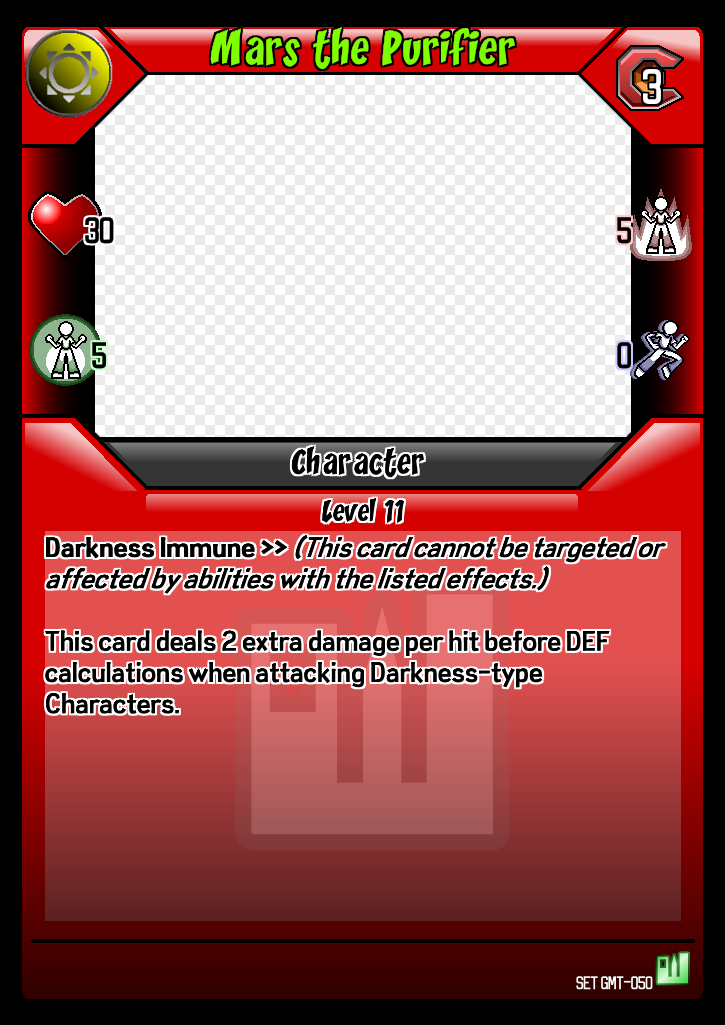 Mars the Purifier
3
30
5
5
0
Character
Level 11
Darkness Immune >> (This card cannot be targeted or
affected by abilities with the listed effects.)
This card deals 2 extra damage per hit before DEF
calculations when attacking Darkness-type
Characters.
SET GMT-050